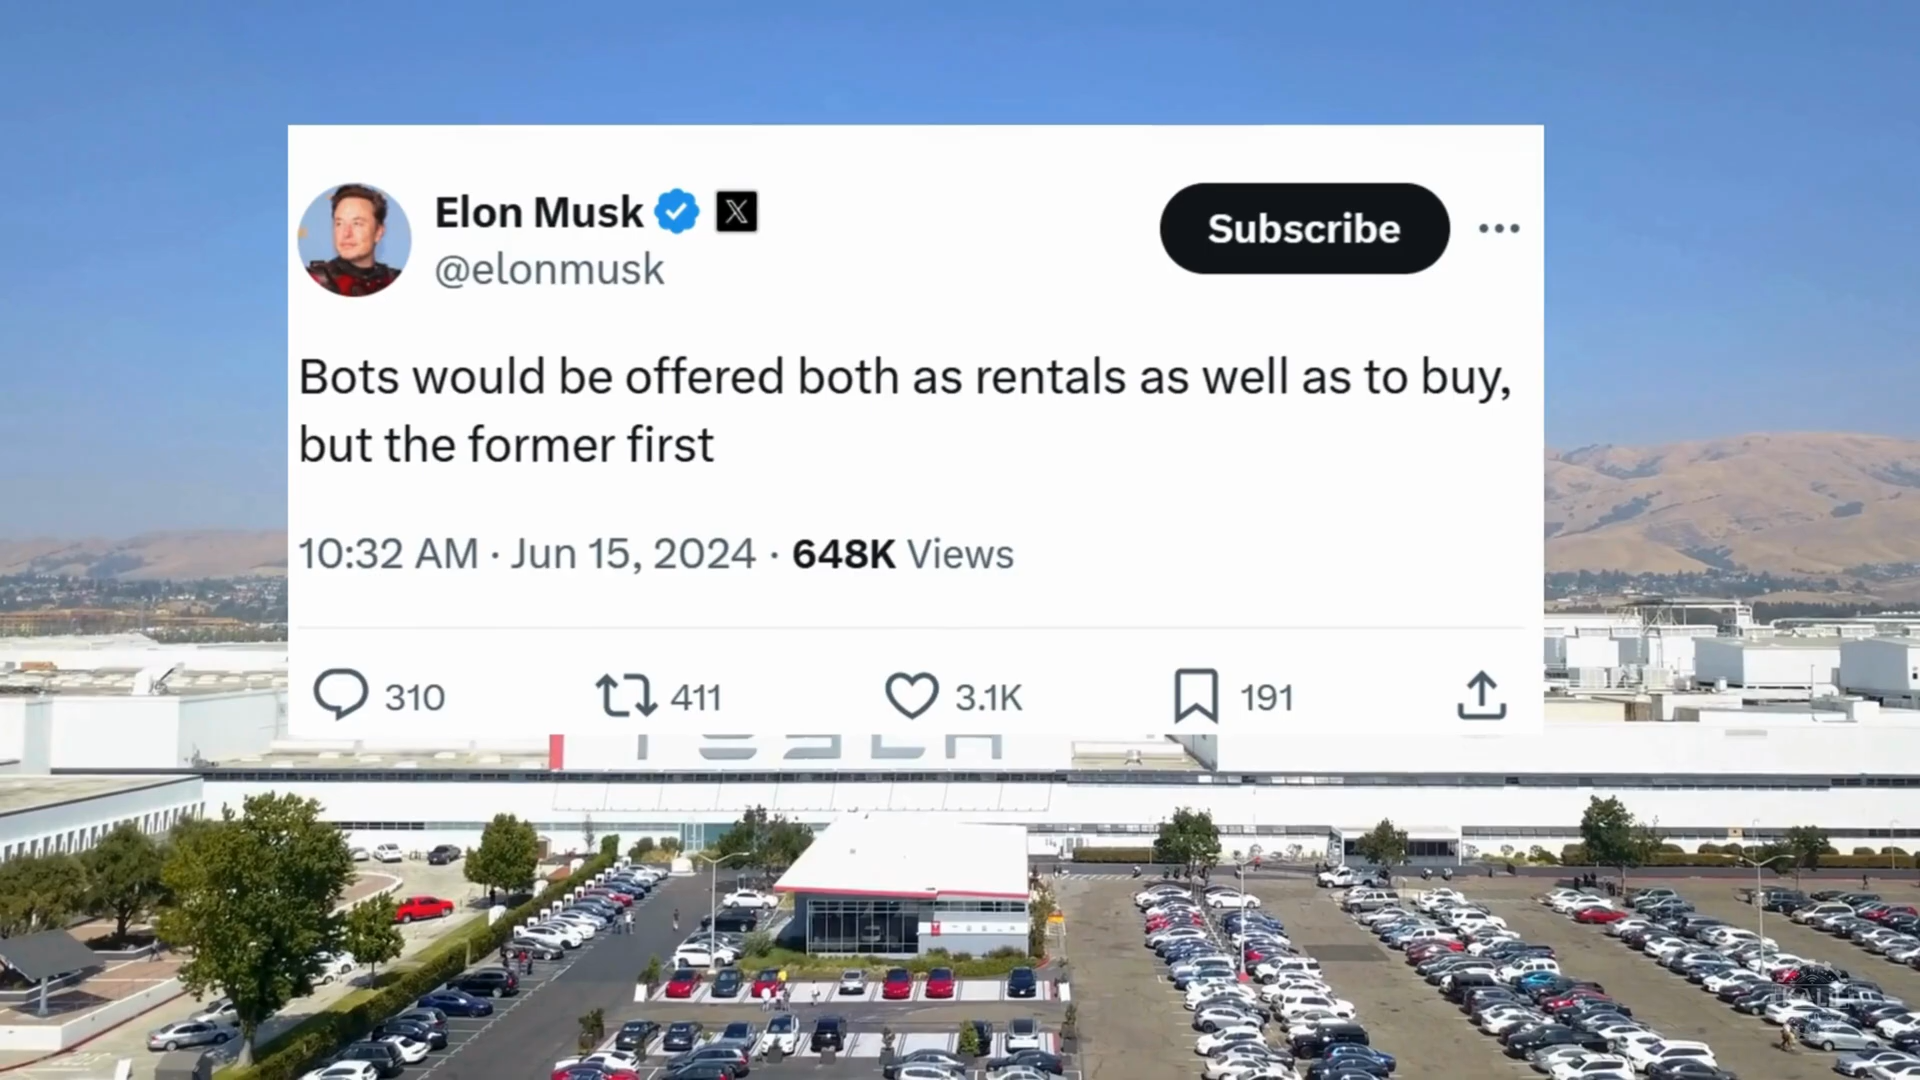 Elon Musk
@elonmusk
Subscribe
Bots would be offered both as rentals as well as to buy,
but the former first
10:32 AM · Jun 15, 2024 · 648K Views
310 411 3.1K 191
TESLA